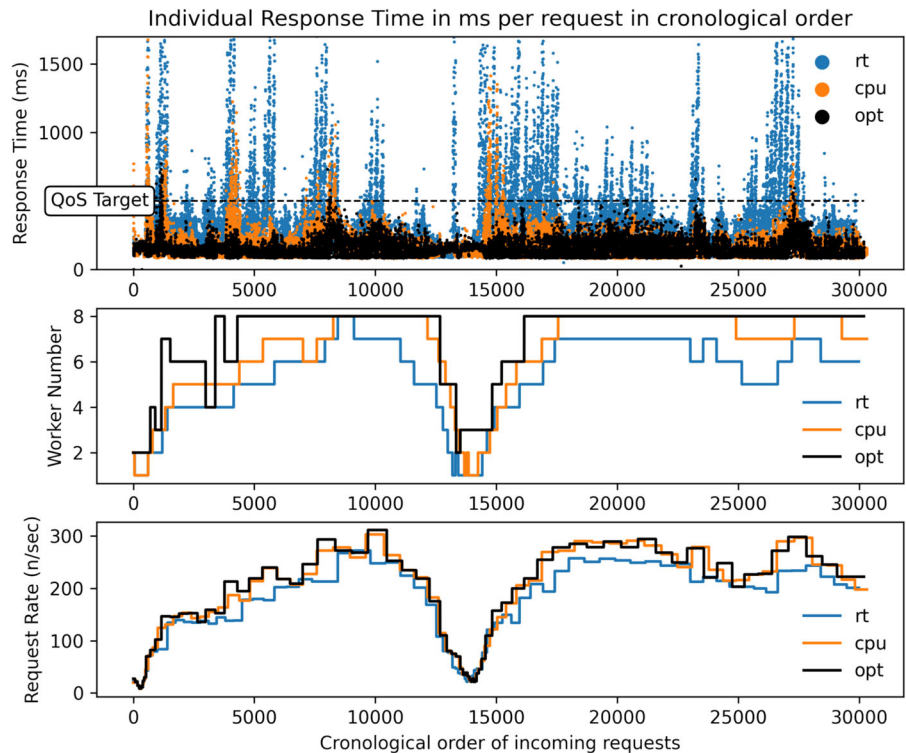 Individual Response Time in ms per request in cronological order
Response Time (ms)
1500
1000
0
QoS Target
rt
cpu
opt
0 5000 10000 15000 20000 25000 30000
Worker Number
8
6
4
2
rt
cpu
opt
0 5000 10000 15000 20000 25000 30000
Request Rate (n/sec)
300
200
100
0
rt
cpu
opt
0 5000 10000 15000 20000 25000 30000
Cronological order of incoming requests